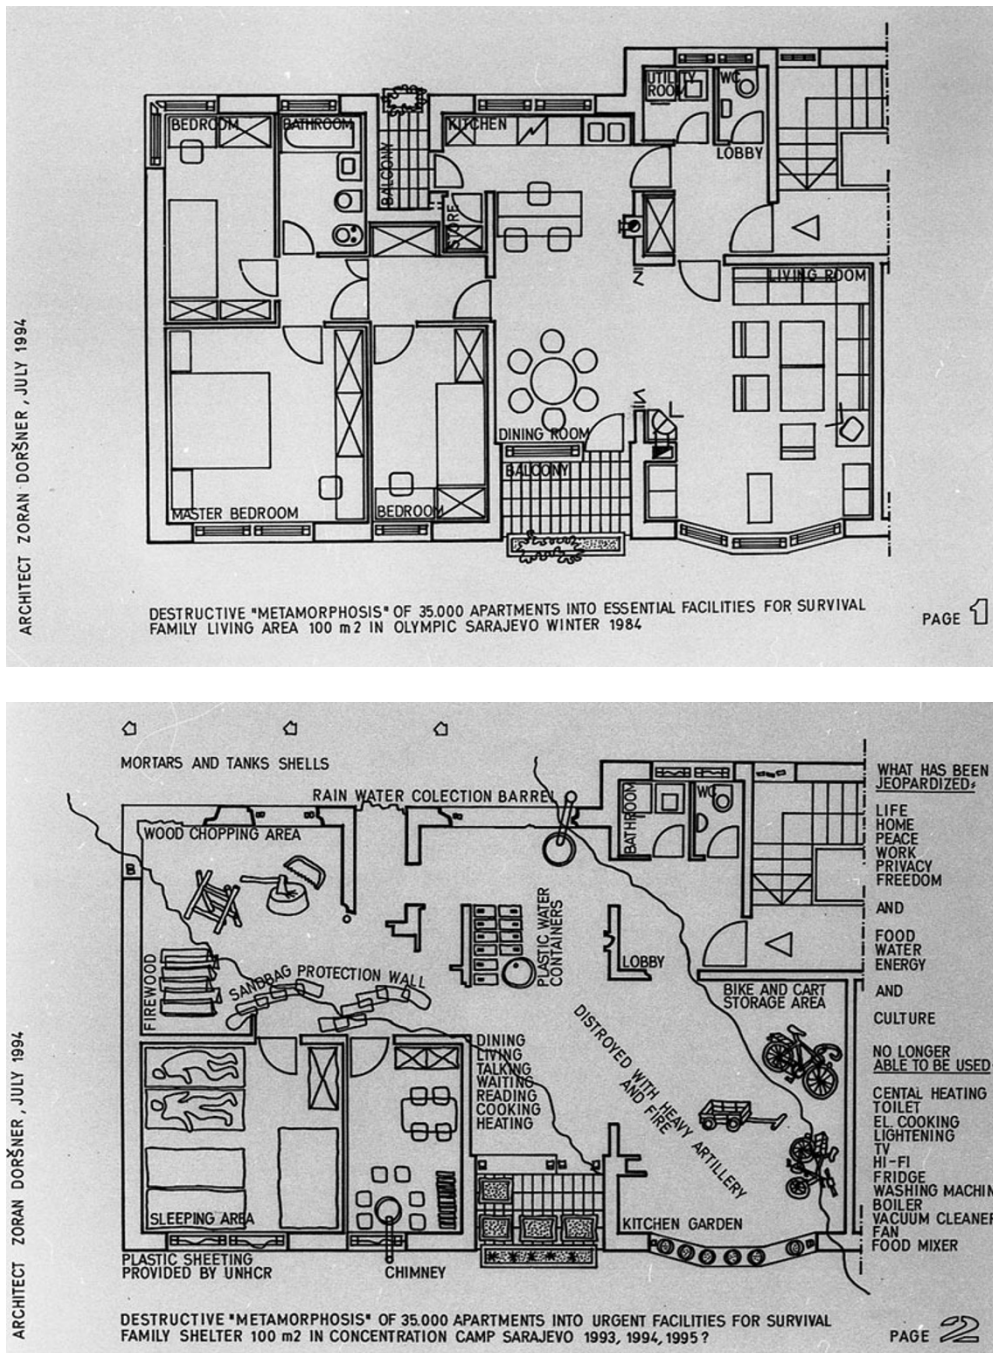 UTILITY
ROOM
WC
BEDROOM
BATHROOM
KITCHEN
BALCONY
STORE
LOBBY
LIVING ROOM
DINING ROOM
BALCONY
MASTER BEDROOM
BEDROOM
ARCHITECT ZORAN DORŠNER, JULY 1994
DESTRUCTIVE "METAMORPHOSIS" OF 35.000 APARTMENTS INTO ESSENTIAL FACILITIES FOR SURVIVAL
FAMILY LIVING AREA 100 m2 IN OLYMPIC SARAJEVO WINTER 1984
PAGE 1
MORTARS AND TANKS SHELLS
RAIN WATER COLECTION BARREL
WOOD CHOPPING AREA
B
BATHROOM
WC
PLASTIC WATER
CONTAINERS
LOBBY
FIREWOOD
SANDBAG PROTECTION WALL
BIKE AND CART
STORAGE AREA
DINING
LIVING
TALKING
WAITING
READING
COOKING
HEATING
DISTROYED WITH HEAVY ARTILLERY
AND FIRE
SLEEPING AREA
KITCHEN GARDEN
PLASTIC SHEETING
PROVIDED BY UNHCR
CHIMNEY
WHAT HAS BEEN
JEOPARDIZED:
LIFE
HOME
PEACE
WORK
PRIVACY
FREEDOM
AND
FOOD
WATER
ENERGY
AND
CULTURE
NO LONGER
ABLE TO BE USED
CENTAL HEATING
TOILET
EL. COOKING
LIGHTENING
TV
HI-FI
FRIDGE
WASHING MACHIN
BOILER
VACUUM CLEANER
FAN
FOOD MIXER
ARCHITECT ZORAN DORŠNER, JULY 1994
DESTRUCTIVE "METAMORPHOSIS" OF 35.000 APARTMENTS INTO URGENT FACILITIES FOR SURVIVAL
FAMILY SHELTER 100 m2 IN CONCENTRATION CAMP SARAJEVO 1993, 1994, 1995?
PAGE 2